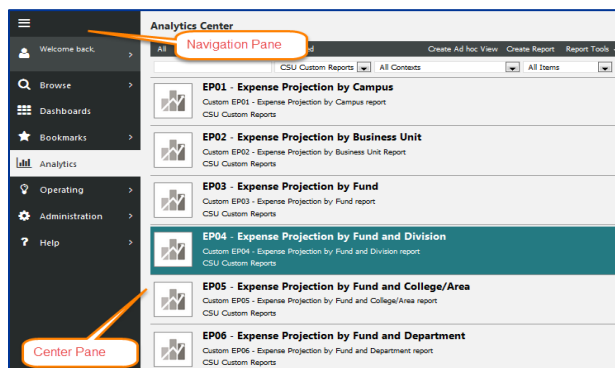 Analytics Center
Welcome back,
Navigation Pane
All
Create Ad hoc View Create Report Report Tools
CSU Custom Reports All Contexts All Items
Browse
Dashboards
Bookmarks
Analytics
Operating
Administration
? Help
EP01 - Expense Projection by Campus
Custom EP01 - Expense Projection by Campus report
CSU Custom Reports
EP02 - Expense Projection by Business Unit
Custom EP02 - Expense Projection by Business Unit Report
CSU Custom Reports
EP03 - Expense Projection by Fund
Custom EP03 - Expense Projection by Fund report
CSU Custom Reports
EP04 - Expense Projection by Fund and Division
Custom EP04 - Expense Projection by Fund and Division report
CSU Custom Reports
EP05 - Expense Projection by Fund and College/Area
Custom EP05 - Expense Projection by Fund and College/Area report
CSU Custom Reports
Center Pane
EP06 - Expense Projection by Fund and Department
Custom EP06 - Expense Projection by Fund and Department report
CSU Custom Reports